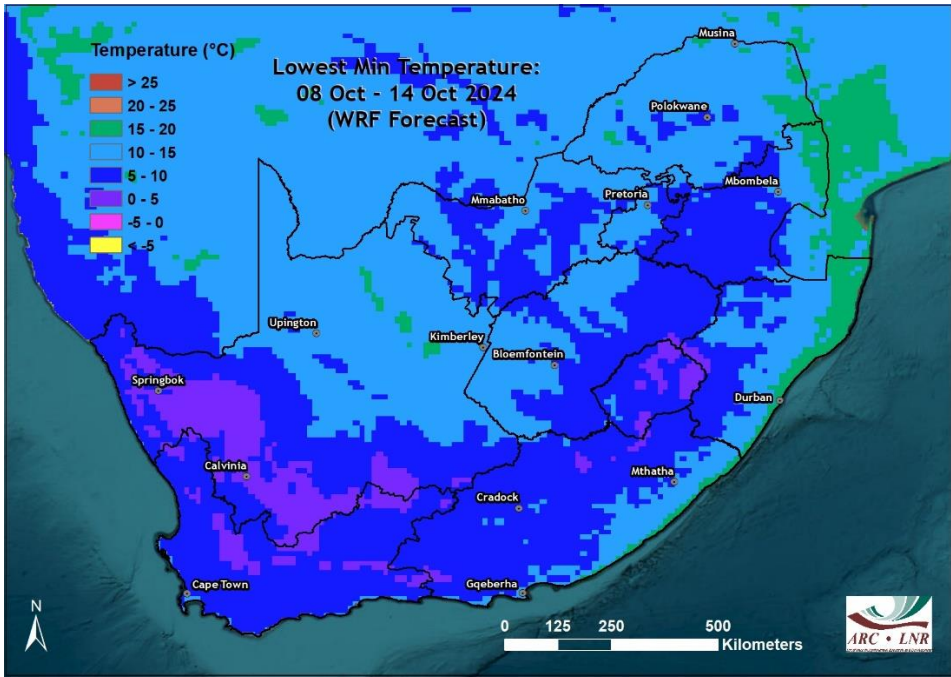 Temperature (°C)
> 25
20 - 25
15 - 20
10 - 15
5 - 10
0 - 5
-5 - 0
< -5
Lowest Min Temperature:
08 Oct - 14 Oct 2024
(WRF Forecast)
Musina
Polokwane
Mbombela
Pretoria
Mmabatho
Upington
Kimberley
Bloemfontein
Springbok
Durban
Calvinia
Mthatha
Cradock
Cape Town
Gqeberha
N
0 125 250 500
Kilometers
ARC • LNR